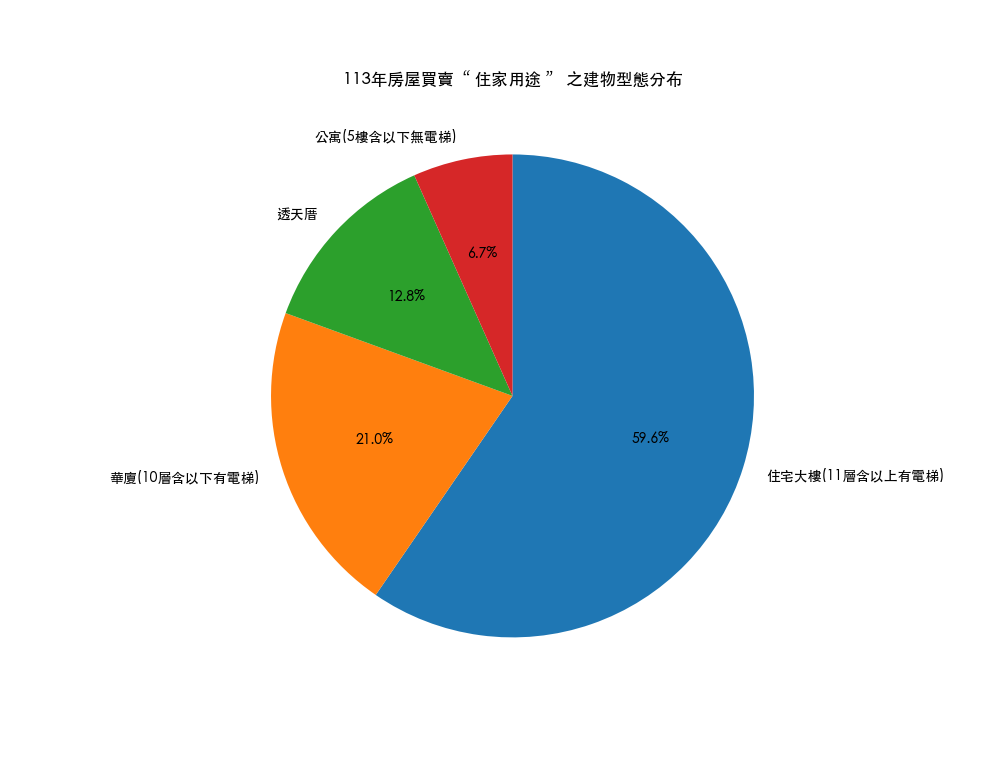 113年房屋買賣“住家用途” 之建物型態分布
公寓(5樓含以下無電梯)
透天厝
6.7%
12.8%
21.0%
59.6%
華廈(10層含以下有電梯)
住宅大樓(11層含以上有電梯)